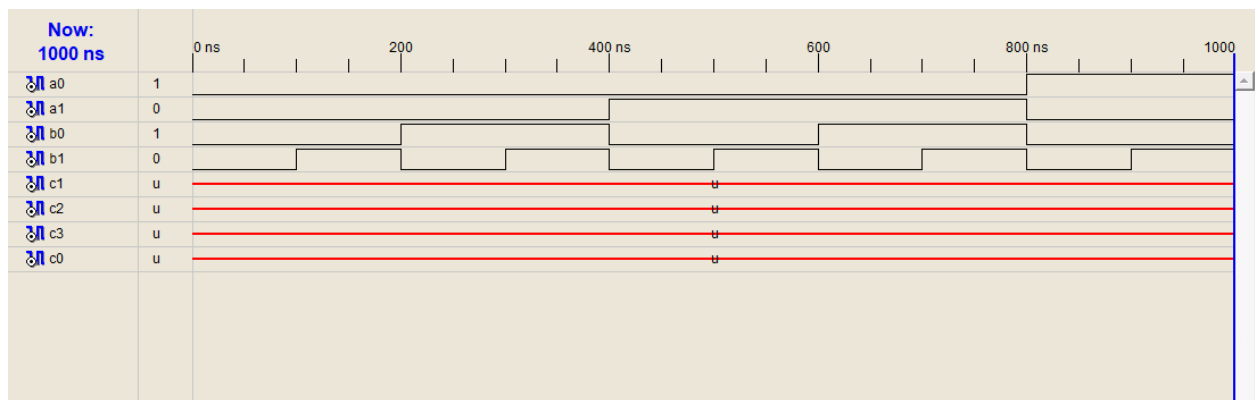 Now:
1000 ns
0 ns 200 400 ns 600 800 ns 1000
a0 1
a1 0
b0 1
b1 0
c1 u u
c2 u u
c3 u u
c0 u u